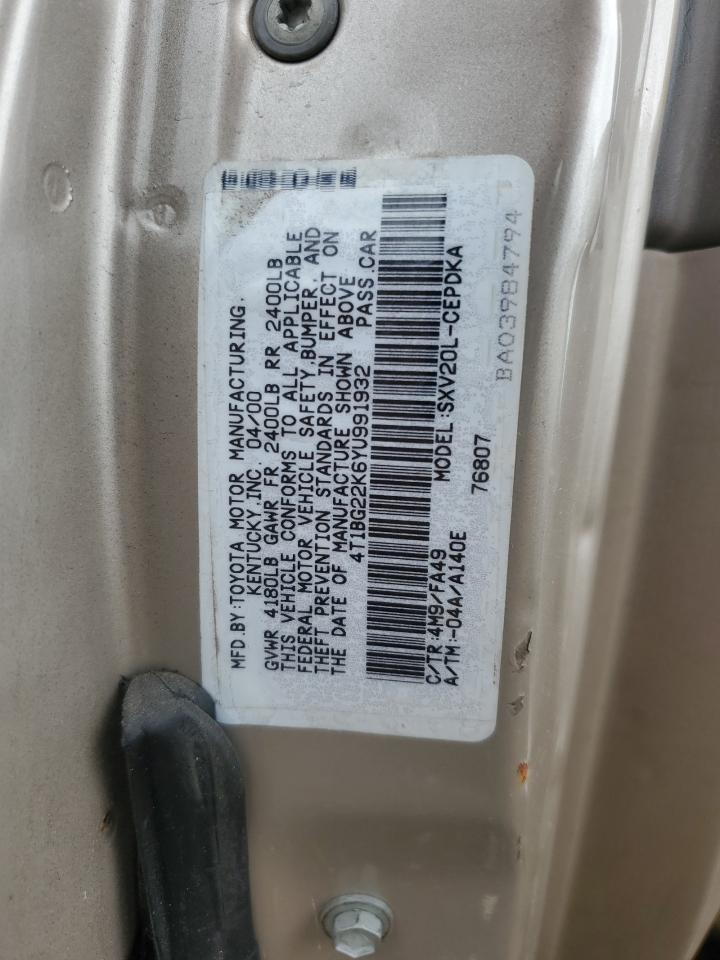 MFD.BY:TOYOTA MOTOR MANUFACTURING,
KENTUCKY,INC. 04/00
GVWR 4180LB GAWR FR 2400LB RR 2400LB
THIS VEHICLE CONFORMS TO ALL APPLICABLE
FEDERAL MOTOR VEHICLE SAFETY,BUMPER, AND
THEFT PREVENTION STANDARDS IN EFFECT ON
THE DATE OF MANUFACTURE SHOWN ABOVE
4T1BG22K6YU991932 PASS.CAR
C/TR:4M9/FA49 MODEL:SXV20L-CEPDKA
A/TM:-04A/A140E 76807
BA03984794